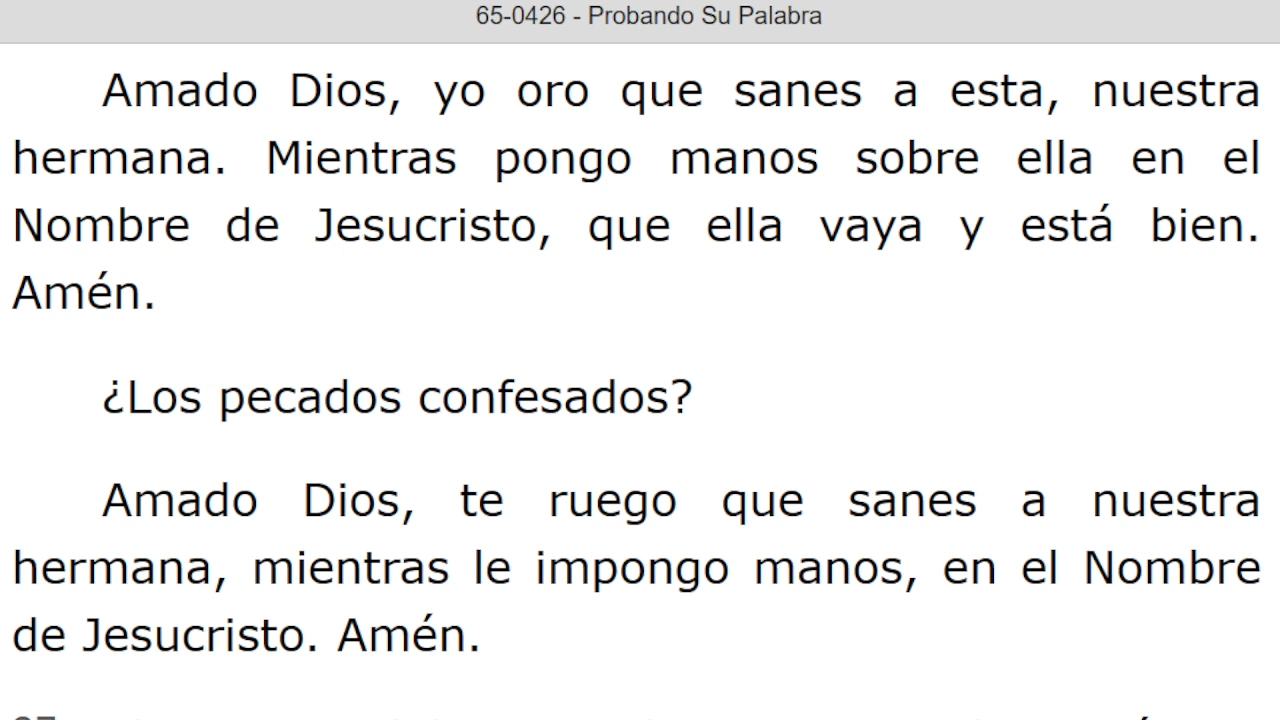 65-0426 - Probando Su Palabra
Amado Dios, yo oro que sanes a esta, nuestra
hermana. Mientras pongo manos sobre ella en el
Nombre de Jesucristo, que ella vaya y está bien.
Amén.
¿Los pecados confesados?
Amado Dios, te ruego que sanes a nuestra
hermana, mientras le impongo manos, en el Nombre
de Jesucristo. Amén.